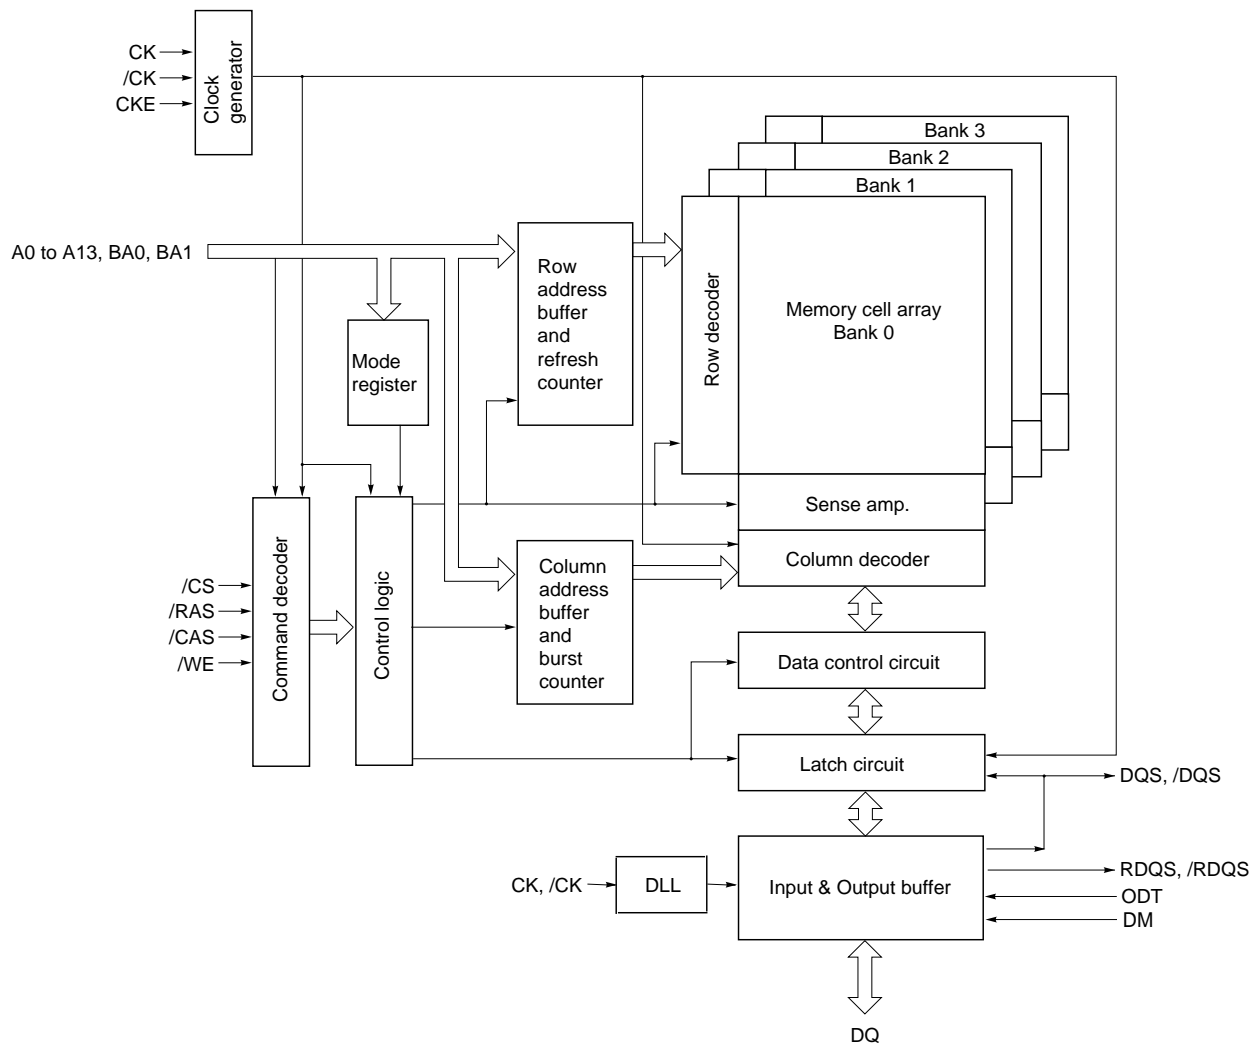 CK
/CK
CKE
Clock
generator
Bank 3
Bank 2
Bank 1
A0 to A13, BA0, BA1
Row
address
buffer
and
refresh
counter
Row decoder
Memory cell array
Bank 0
Mode
register
Sense amp.
Column decoder
/CS
/RAS
/CAS
/WE
Command decoder
Control logic
Column
address
buffer
and
burst
counter
Data control circuit
Latch circuit
DQS, /DQS
CK, /CK
DLL
Input & Output buffer
RDQS, /RDQS
ODT
DM
DQ